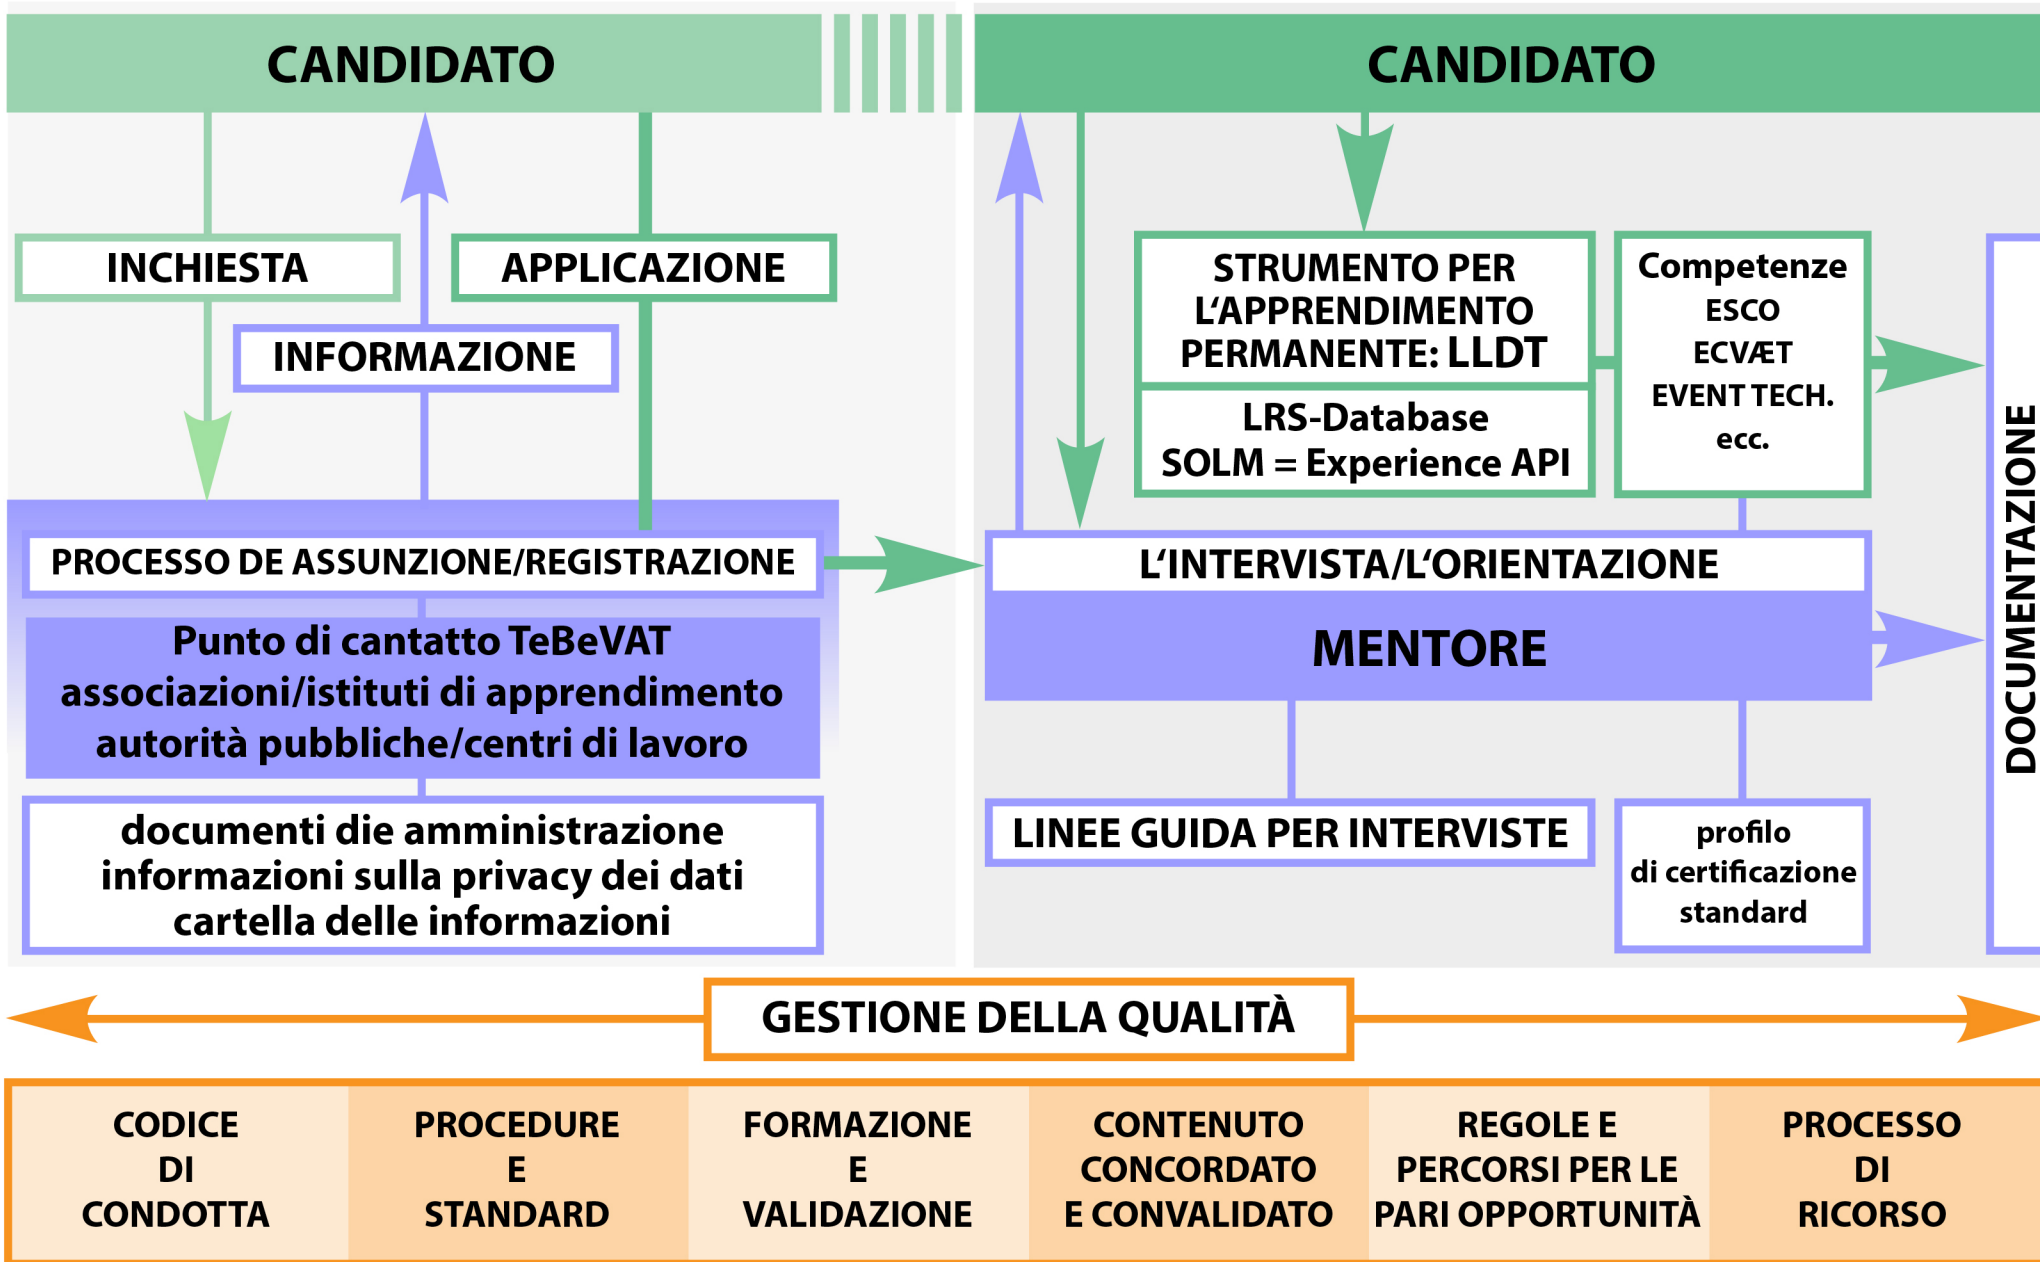 CANDIDATO
INCHIESTA
APPLICAZIONE
INFORMAZIONE
PROCESSO DE ASSUNZIONE/REGISTRAZIONE
Punto di cantatto TeBeVAT
associazioni/istituti di apprendimento
autorità pubbliche/centri di lavoro
documenti die amministrazione
informazioni sulla privacy dei dati
cartella delle informazioni
CANDIDATO
STRUMENTO PER
L‘APPRENDIMENTO
PERMANENTE: LLDT
LRS-Database
SOLM = Experience API
Competenze
ESCO
ECVÆT
EVENT TECH.
ecc.
L‘INTERVISTA/L‘ORIENTAZIONE
MENTORE
LINEE GUIDA PER INTERVISTE
profilo
di certificazione
standard
DOCUMENTAZIONE
GESTIONE DELLA QUALITÀ
CODICE
DI
CONDOTTA
PROCEDURE
E
STANDARD
FORMAZIONE
E
VALIDAZIONE
CONTENUTO
CONCORDATO
E CONVALIDATO
REGOLE E
PERCORSI PER LE
PARI OPPORTUNITÀ
PROCESSO
DI
RICORSO